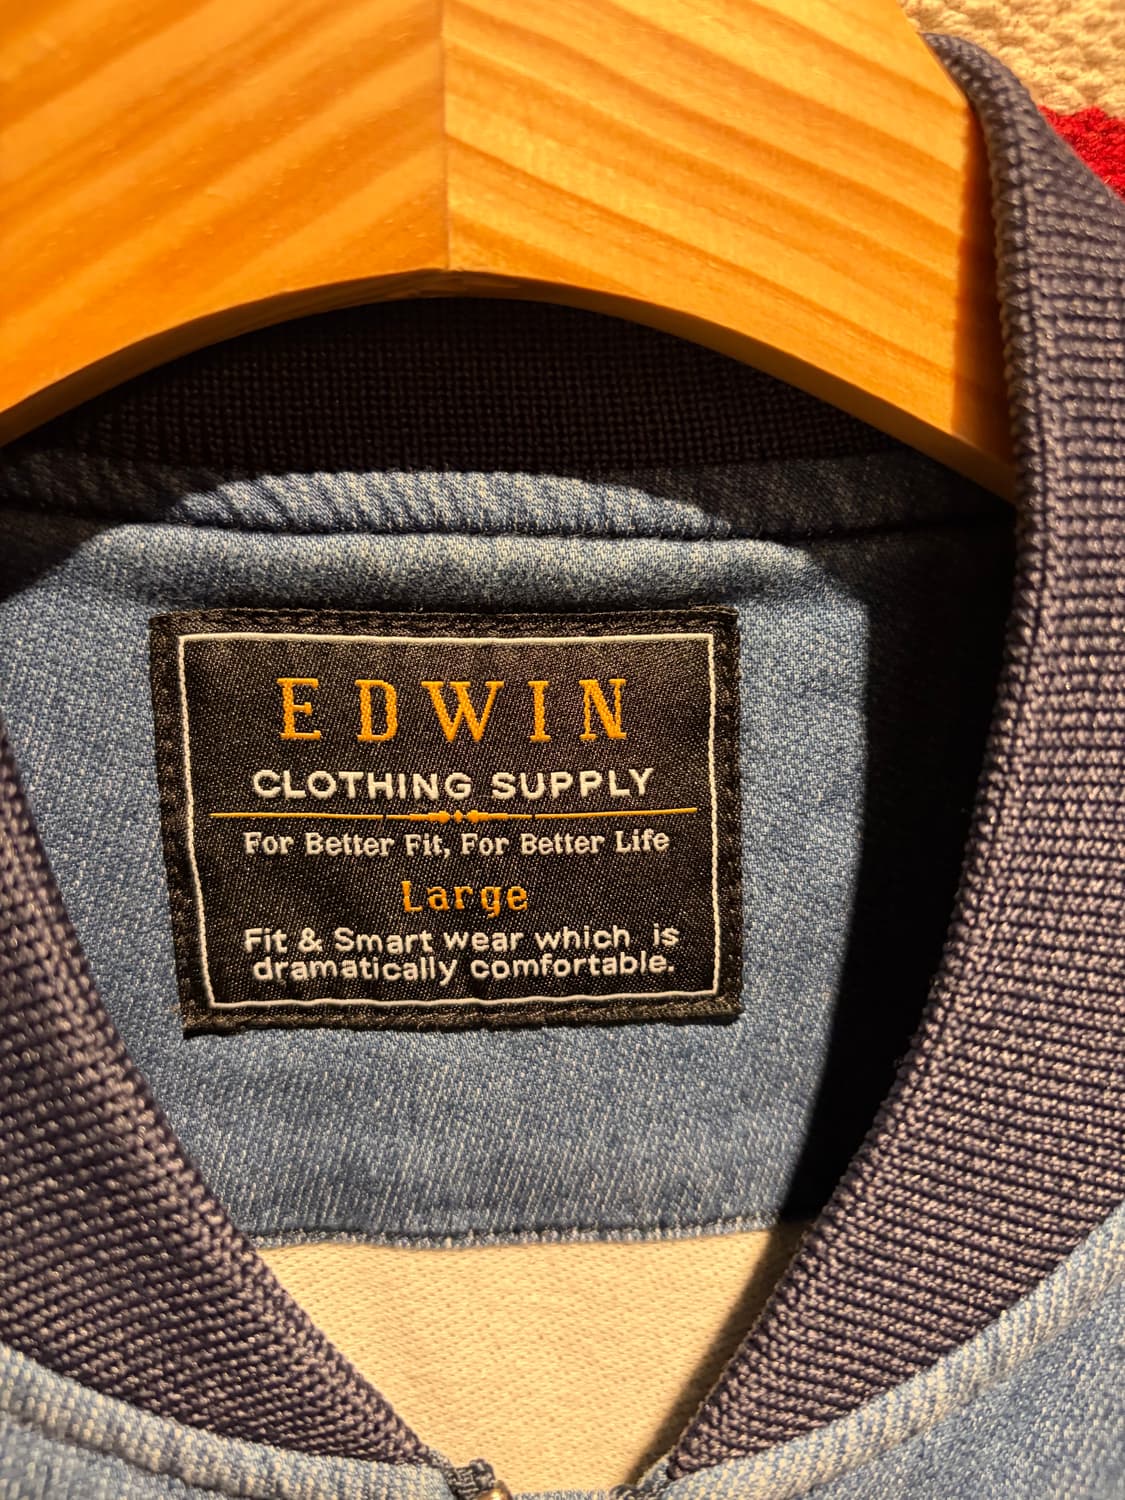 EDWIN
CLOTHING SUPPLY
For Better Fit, For Better Life
Large
Fit & Smart wear which is
dramatically comfortable.